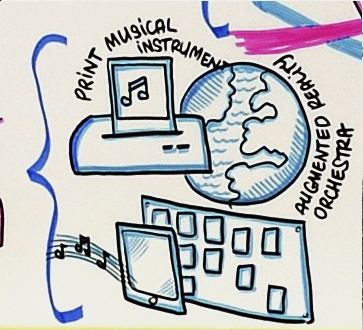 PRINT MUSICAL
INSTRUMENT
AUGMENTED REALITY
ORCHESTRA